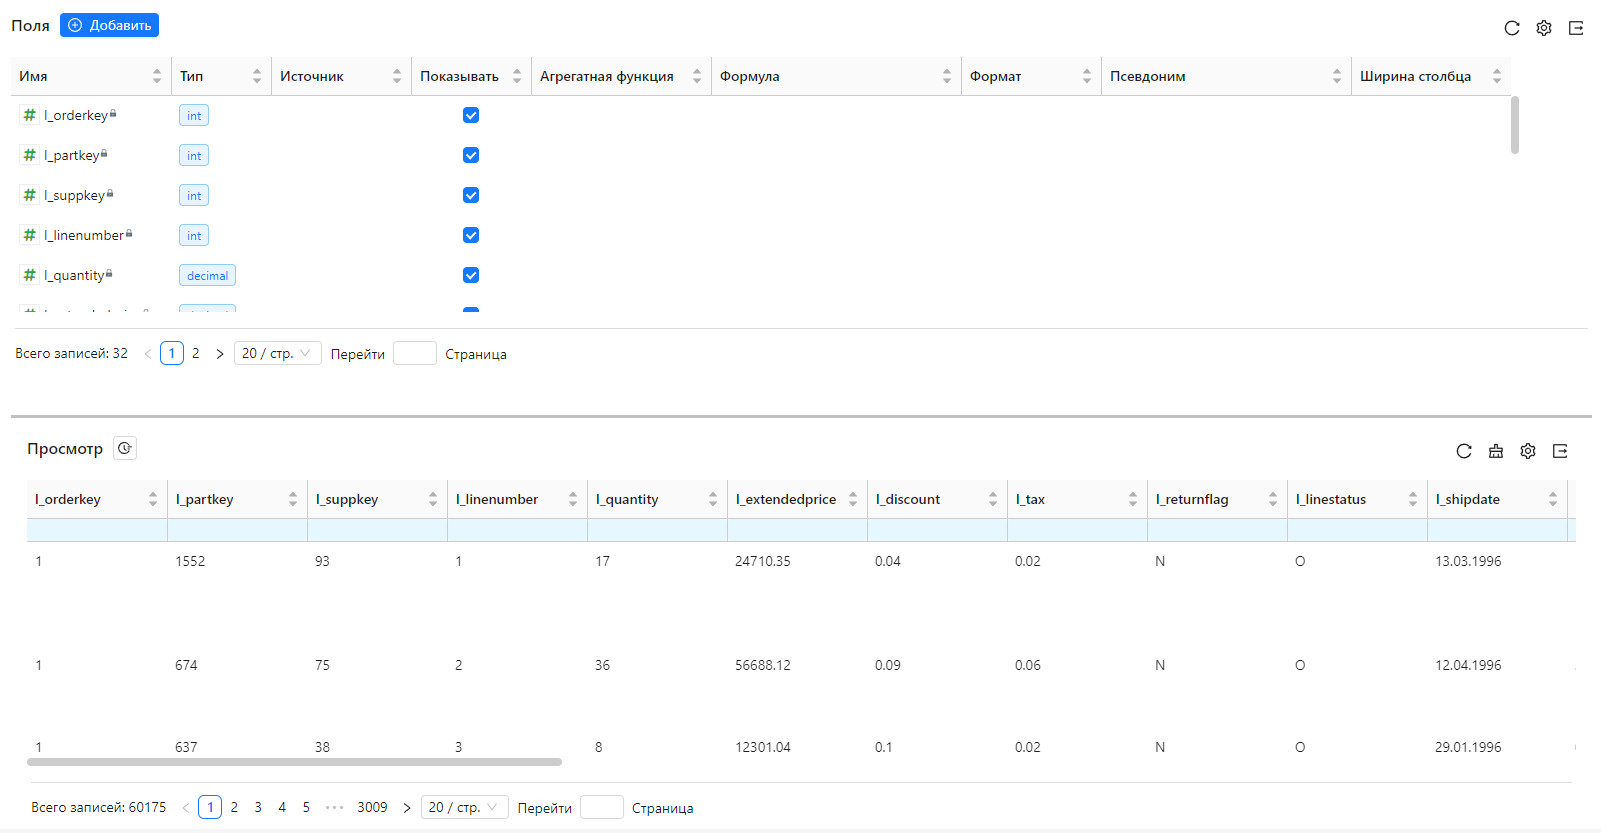 Поля Добавить
Имя Тип Источник Показывать Агрегатная функция Формула Формат Псевдоним Ширина столбца
# l_orderkey int
# l_partkey int
# l_suppkey int
# l_linenumber int
# l_quantity decimal
Всего записей: 32 < 1 2 > 20 / стр. Перейти Страница
Просмотр
l_orderkey l_partkey l_suppkey l_linenumber l_quantity l_extendedprice l_discount l_tax l_returnflag l_linestatus l_shipdate
1 1552 93 1 17 24710.35 0.04 0.02 N O 13.03.1996
1 674 75 2 36 56688.12 0.09 0.06 N O 12.04.1996
1 637 38 3 8 12301.04 0.1 0.02 N O 29.01.1996
Всего записей: 60175 < 1 2 3 4 5 ••• 3009 > 20 / стр. Перейти Страница